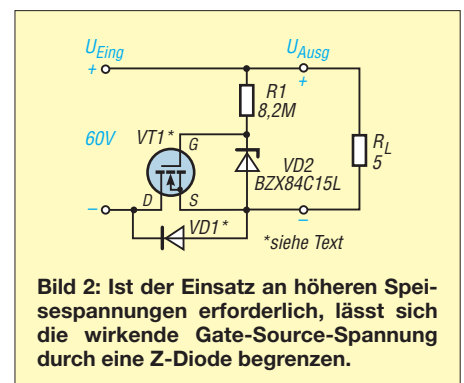 U_Eing
U_Ausg
+
+
R1
8,2M
60V
VT1*
G
R_L
5
VD2
BZX84C15L
D
S
–
–
VD1*
*siehe Text
Bild 2: Ist der Einsatz an höheren Spei-
sespannungen erforderlich, lässt sich
die wirkende Gate-Source-Spannung
durch eine Z-Diode begrenzen.